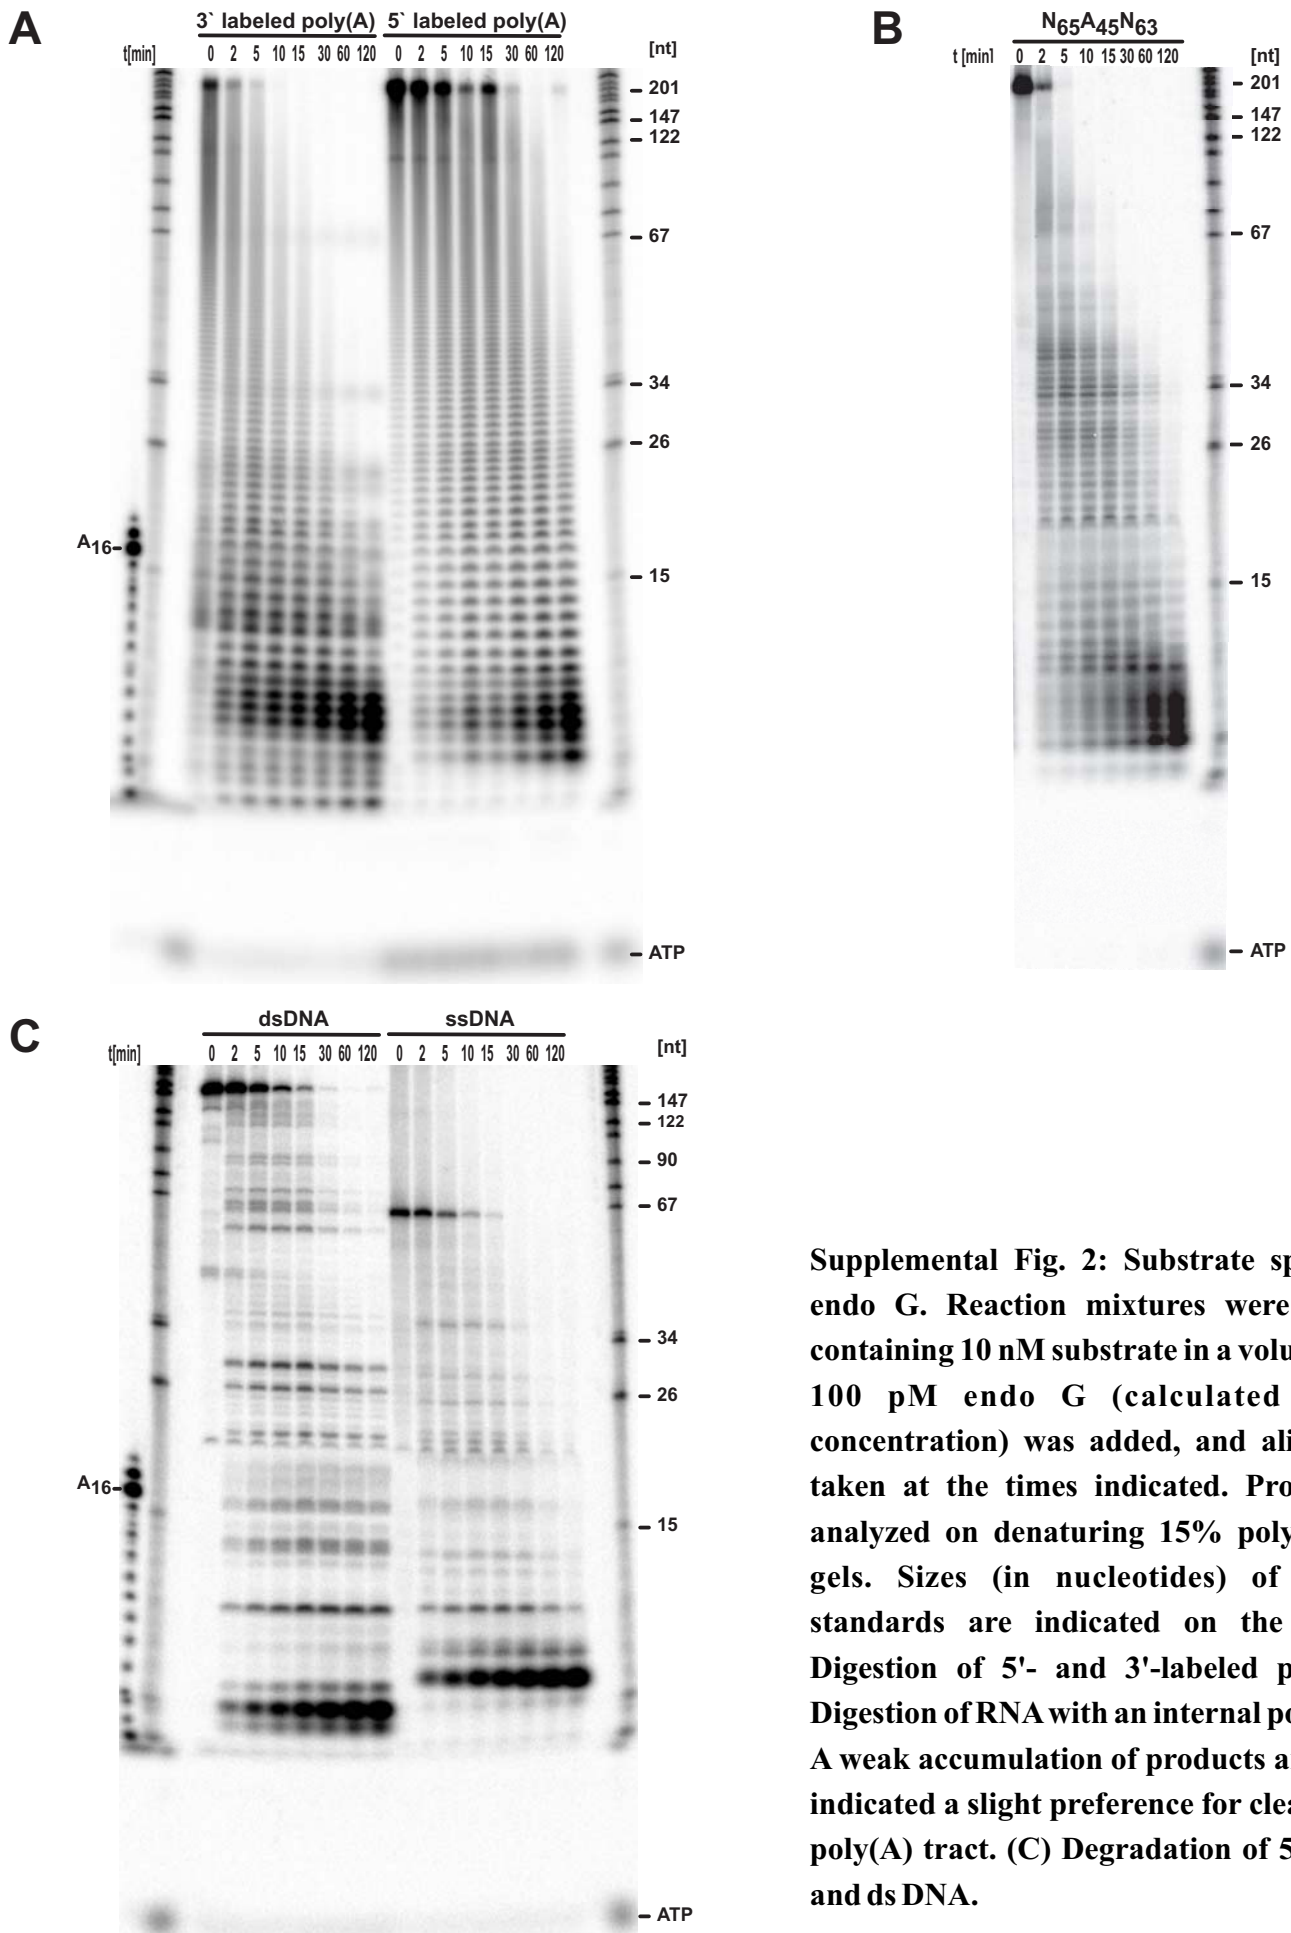 A
3` labeled poly(A) 5` labeled poly(A)
t[min] 0 2 5 10 15 30 60 120 0 2 5 10 15 30 60 120 [nt]
201
147
122
67
34
26
A16
15
ATP
B
N65A45N63
t [min] 0 2 5 10 15 30 60 120 [nt]
201
147
122
67
34
26
15
ATP
C
dsDNA ssDNA
t[min] 0 2 5 10 15 30 60 120 0 2 5 10 15 30 60 120 [nt]
147
122
90
67
34
26
A16
15
ATP
Supplemental Fig. 2: Substrate sp
endo G. Reaction mixtures were
containing 10 nM substrate in a volu
100 pM endo G (calculated
concentration) was added, and ali
taken at the times indicated. Pro
analyzed on denaturing 15% poly
gels. Sizes (in nucleotides) of
standards are indicated on the
Digestion of 5'- and 3'-labeled p
Digestion of RNA with an internal po
A weak accumulation of products a
indicated a slight preference for clea
poly(A) tract. (C) Degradation of 5
and ds DNA.